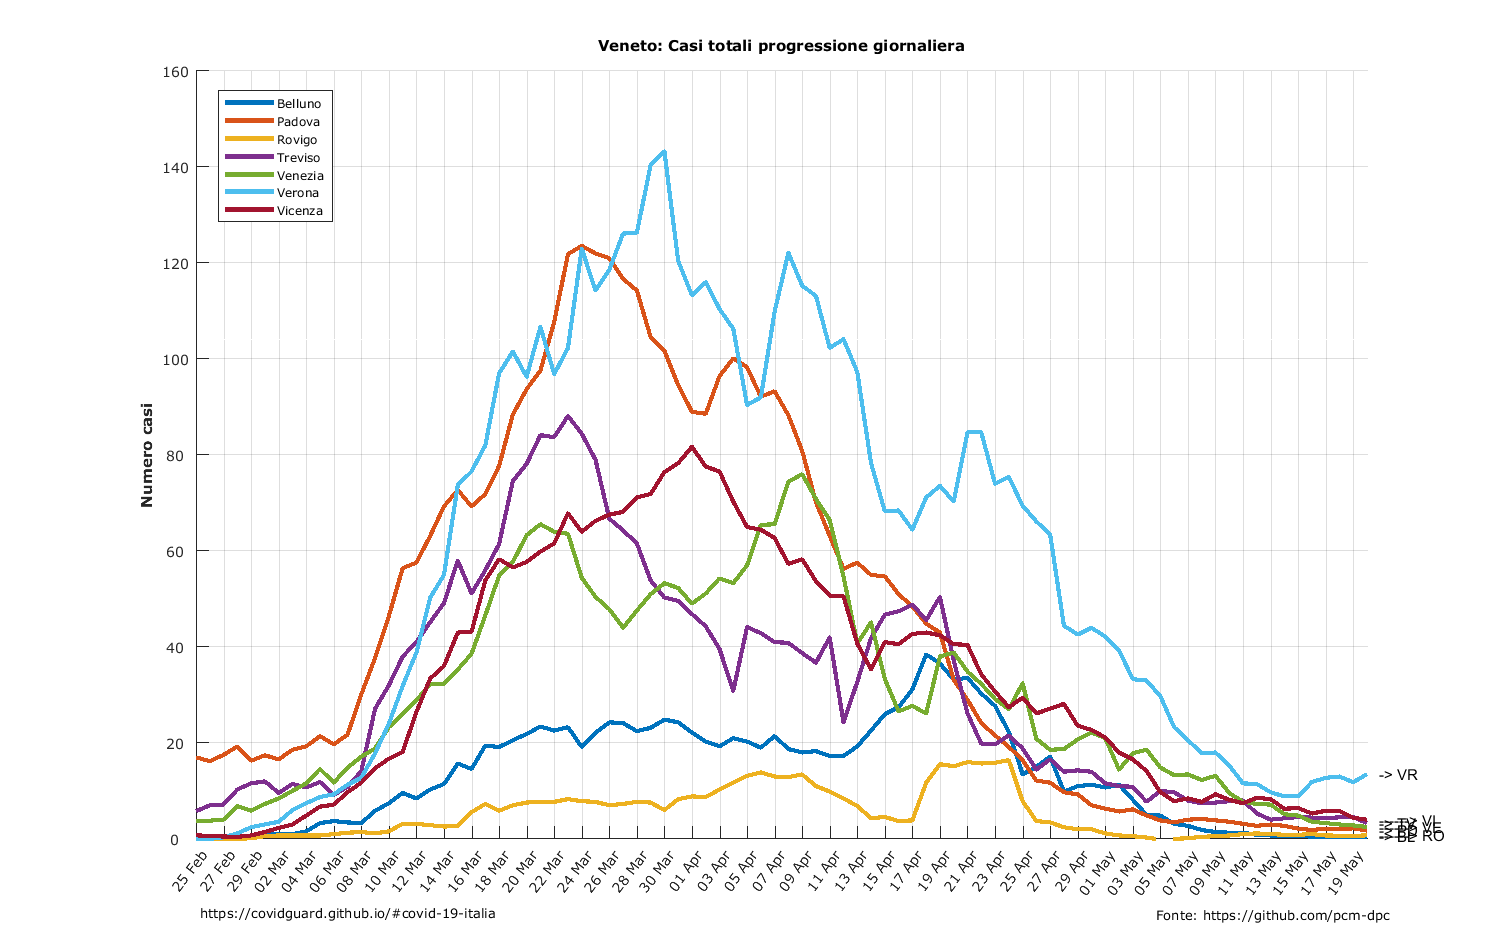 Veneto: Casi totali progressione giornaliera
160
140
120
100
80
60
40
20
0
Numero casi
Belluno
Padova
Rovigo
Treviso
Venezia
Verona
Vicenza
-> VR
-> VI
-> VE
-> RO
-> BL
25 Feb
27 Feb
29 Feb
02 Mar
04 Mar
06 Mar
08 Mar
10 Mar
12 Mar
14 Mar
16 Mar
18 Mar
20 Mar
22 Mar
24 Mar
26 Mar
28 Mar
30 Mar
01 Apr
03 Apr
05 Apr
07 Apr
09 Apr
11 Apr
13 Apr
15 Apr
17 Apr
19 Apr
21 Apr
23 Apr
25 Apr
27 Apr
29 Apr
01 May
03 May
05 May
07 May
09 May
11 May
13 May
15 May
17 May
19 May
https://covidguard.github.io/#covid-19-italia
Fonte: https://github.com/pcm-dpc